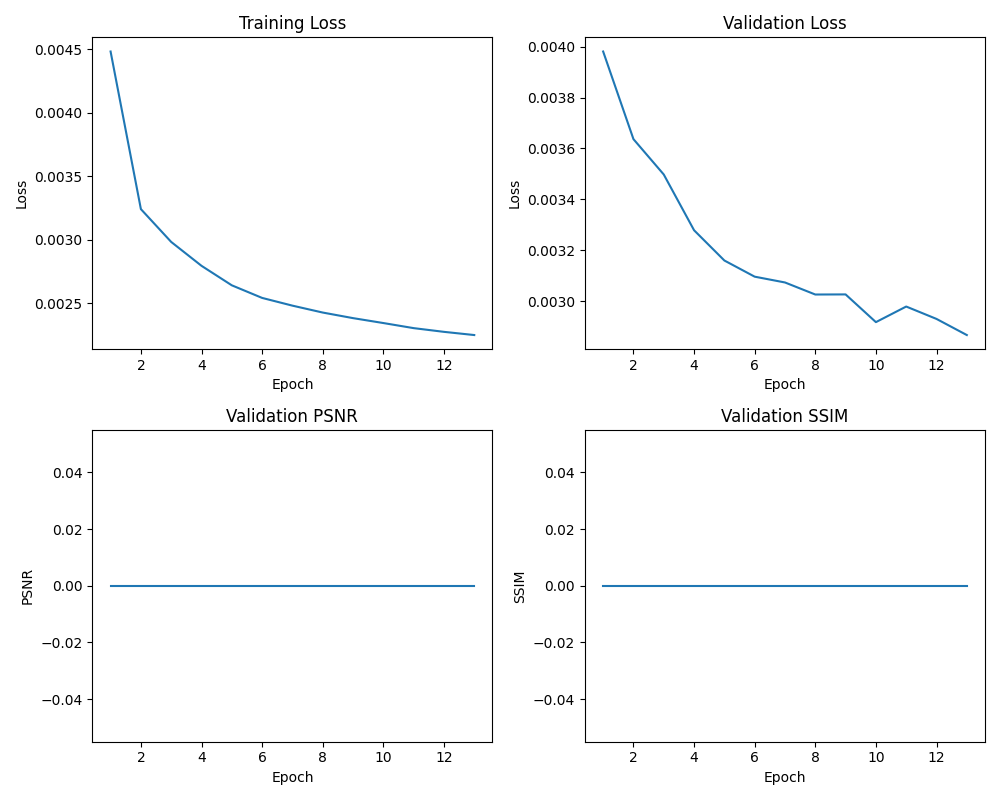 Training Loss
Validation Loss
0.0045
0.0040
0.0035
0.0030
0.0025
Loss
2 4 6 8 10 12
Epoch
0.0040
0.0038
0.0036
0.0034
0.0032
0.0030
Loss
2 4 6 8 10 12
Epoch
Validation PSNR
Validation SSIM
0.04
0.02
0.00
−0.02
−0.04
PSNR
2 4 6 8 10 12
Epoch
0.04
0.02
0.00
−0.02
−0.04
SSIM
2 4 6 8 10 12
Epoch